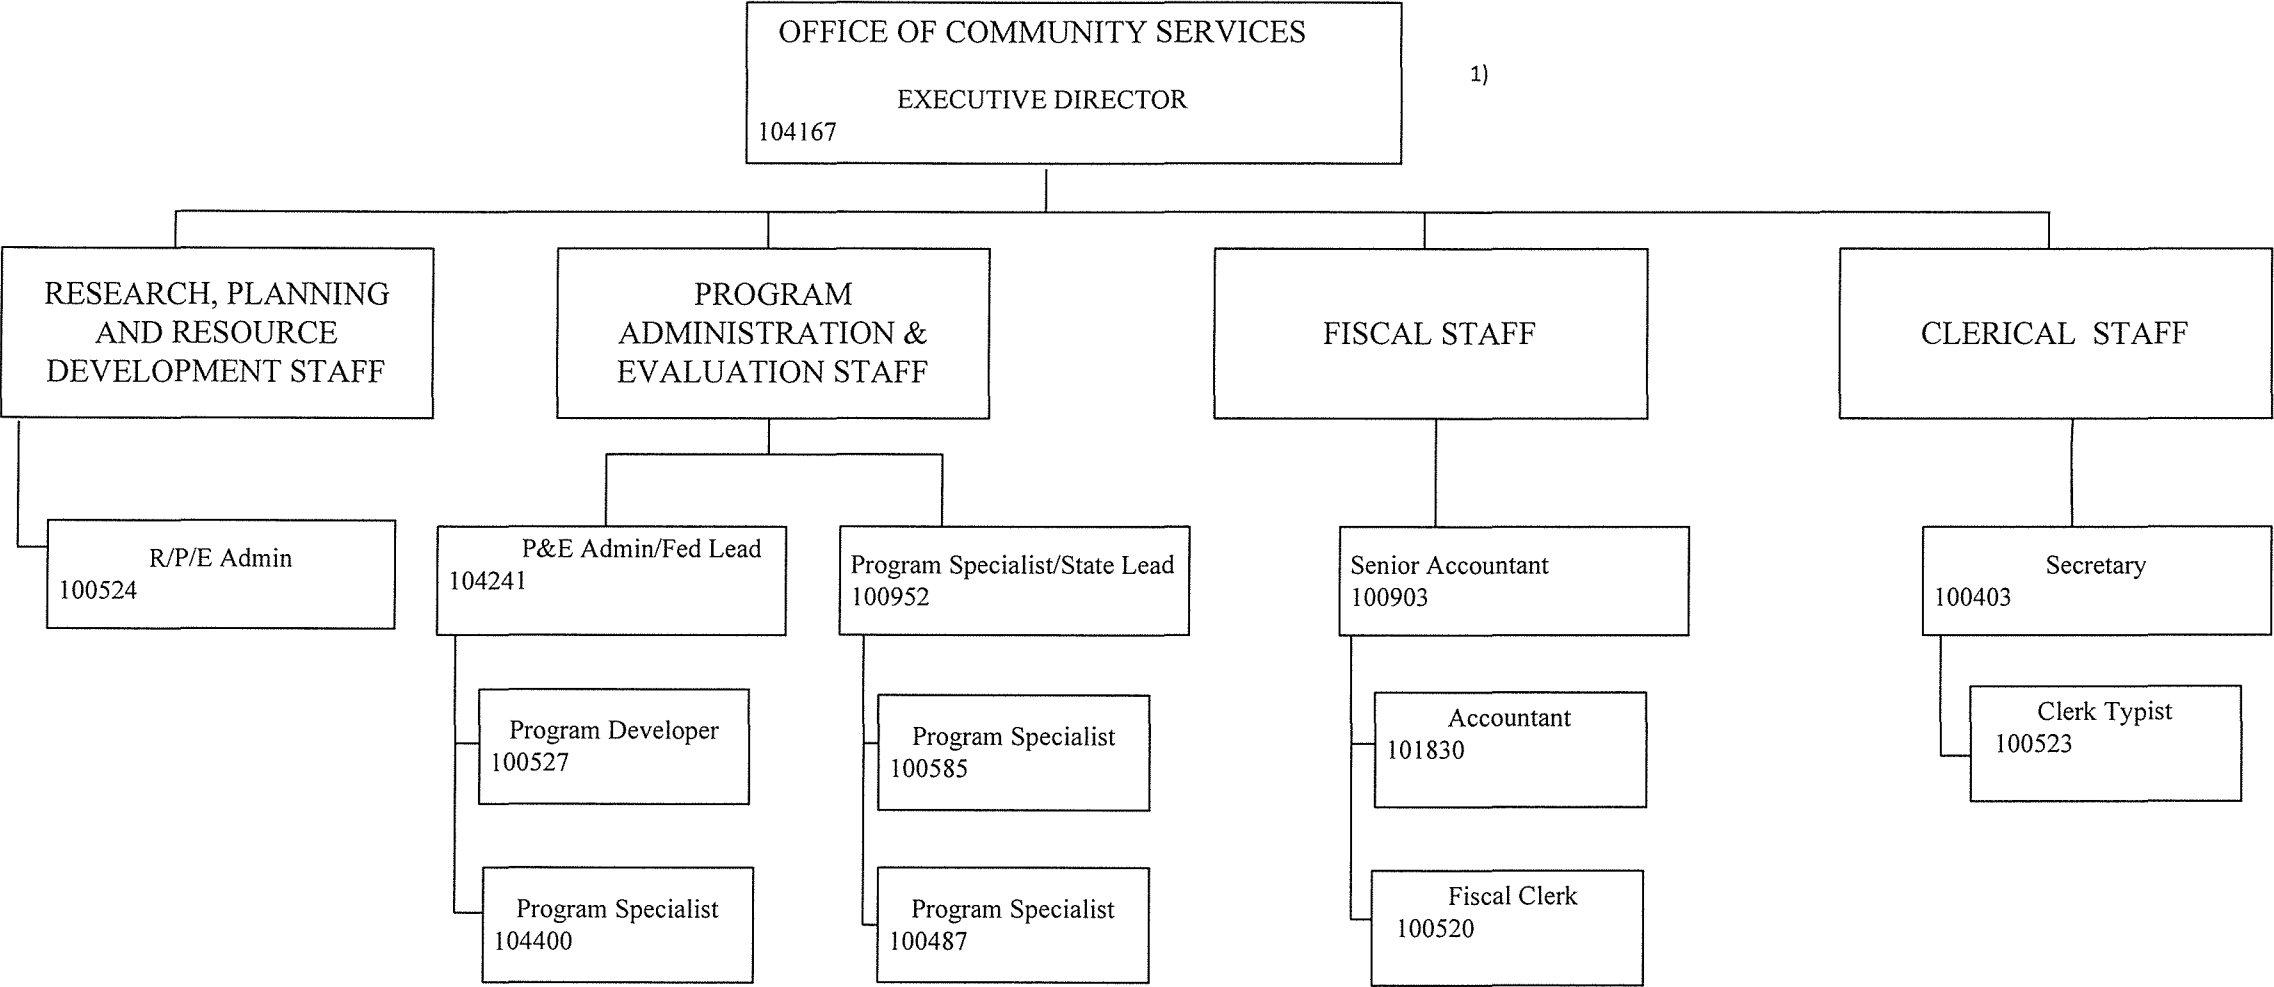 OFFICE OF COMMUNITY SERVICES
EXECUTIVE DIRECTOR
104167
1)
RESEARCH, PLANNING
AND RESOURCE
DEVELOPMENT STAFF
PROGRAM
ADMINISTRATION &
EVALUATION STAFF
FISCAL STAFF
CLERICAL STAFF
R/P/E Admin
100524
P&E Admin/Fed Lead
104241
Program Specialist/State Lead
100952
Senior Accountant
100903
Secretary
100403
Program Developer
100527
Program Specialist
100585
Accountant
101830
Clerk Typist
100523
Program Specialist
104400
Program Specialist
100487
Fiscal Clerk
100520